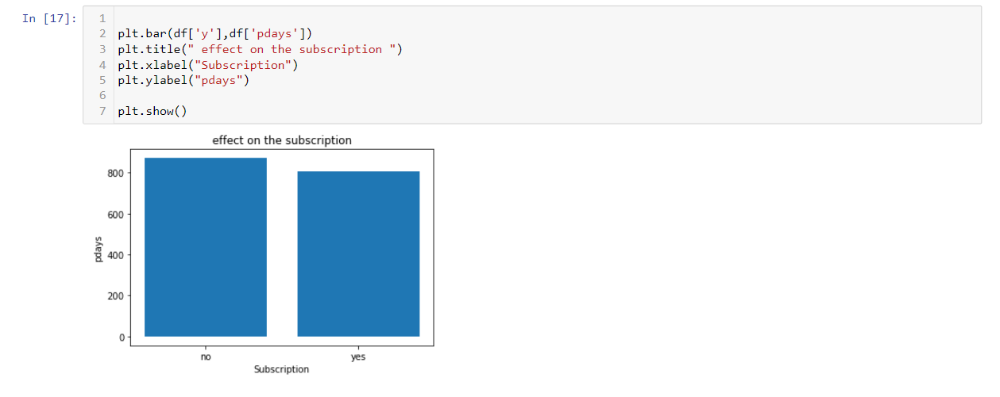 In [17]:
1
2 plt.bar(df['y'],df['pdays'])
3 plt.title(" effect on the subscription ")
4 plt.xlabel("Subscription")
5 plt.ylabel("pdays")
6
7 plt.show()
effect on the subscription
800
600
400
200
0
pdays
no yes
Subscription